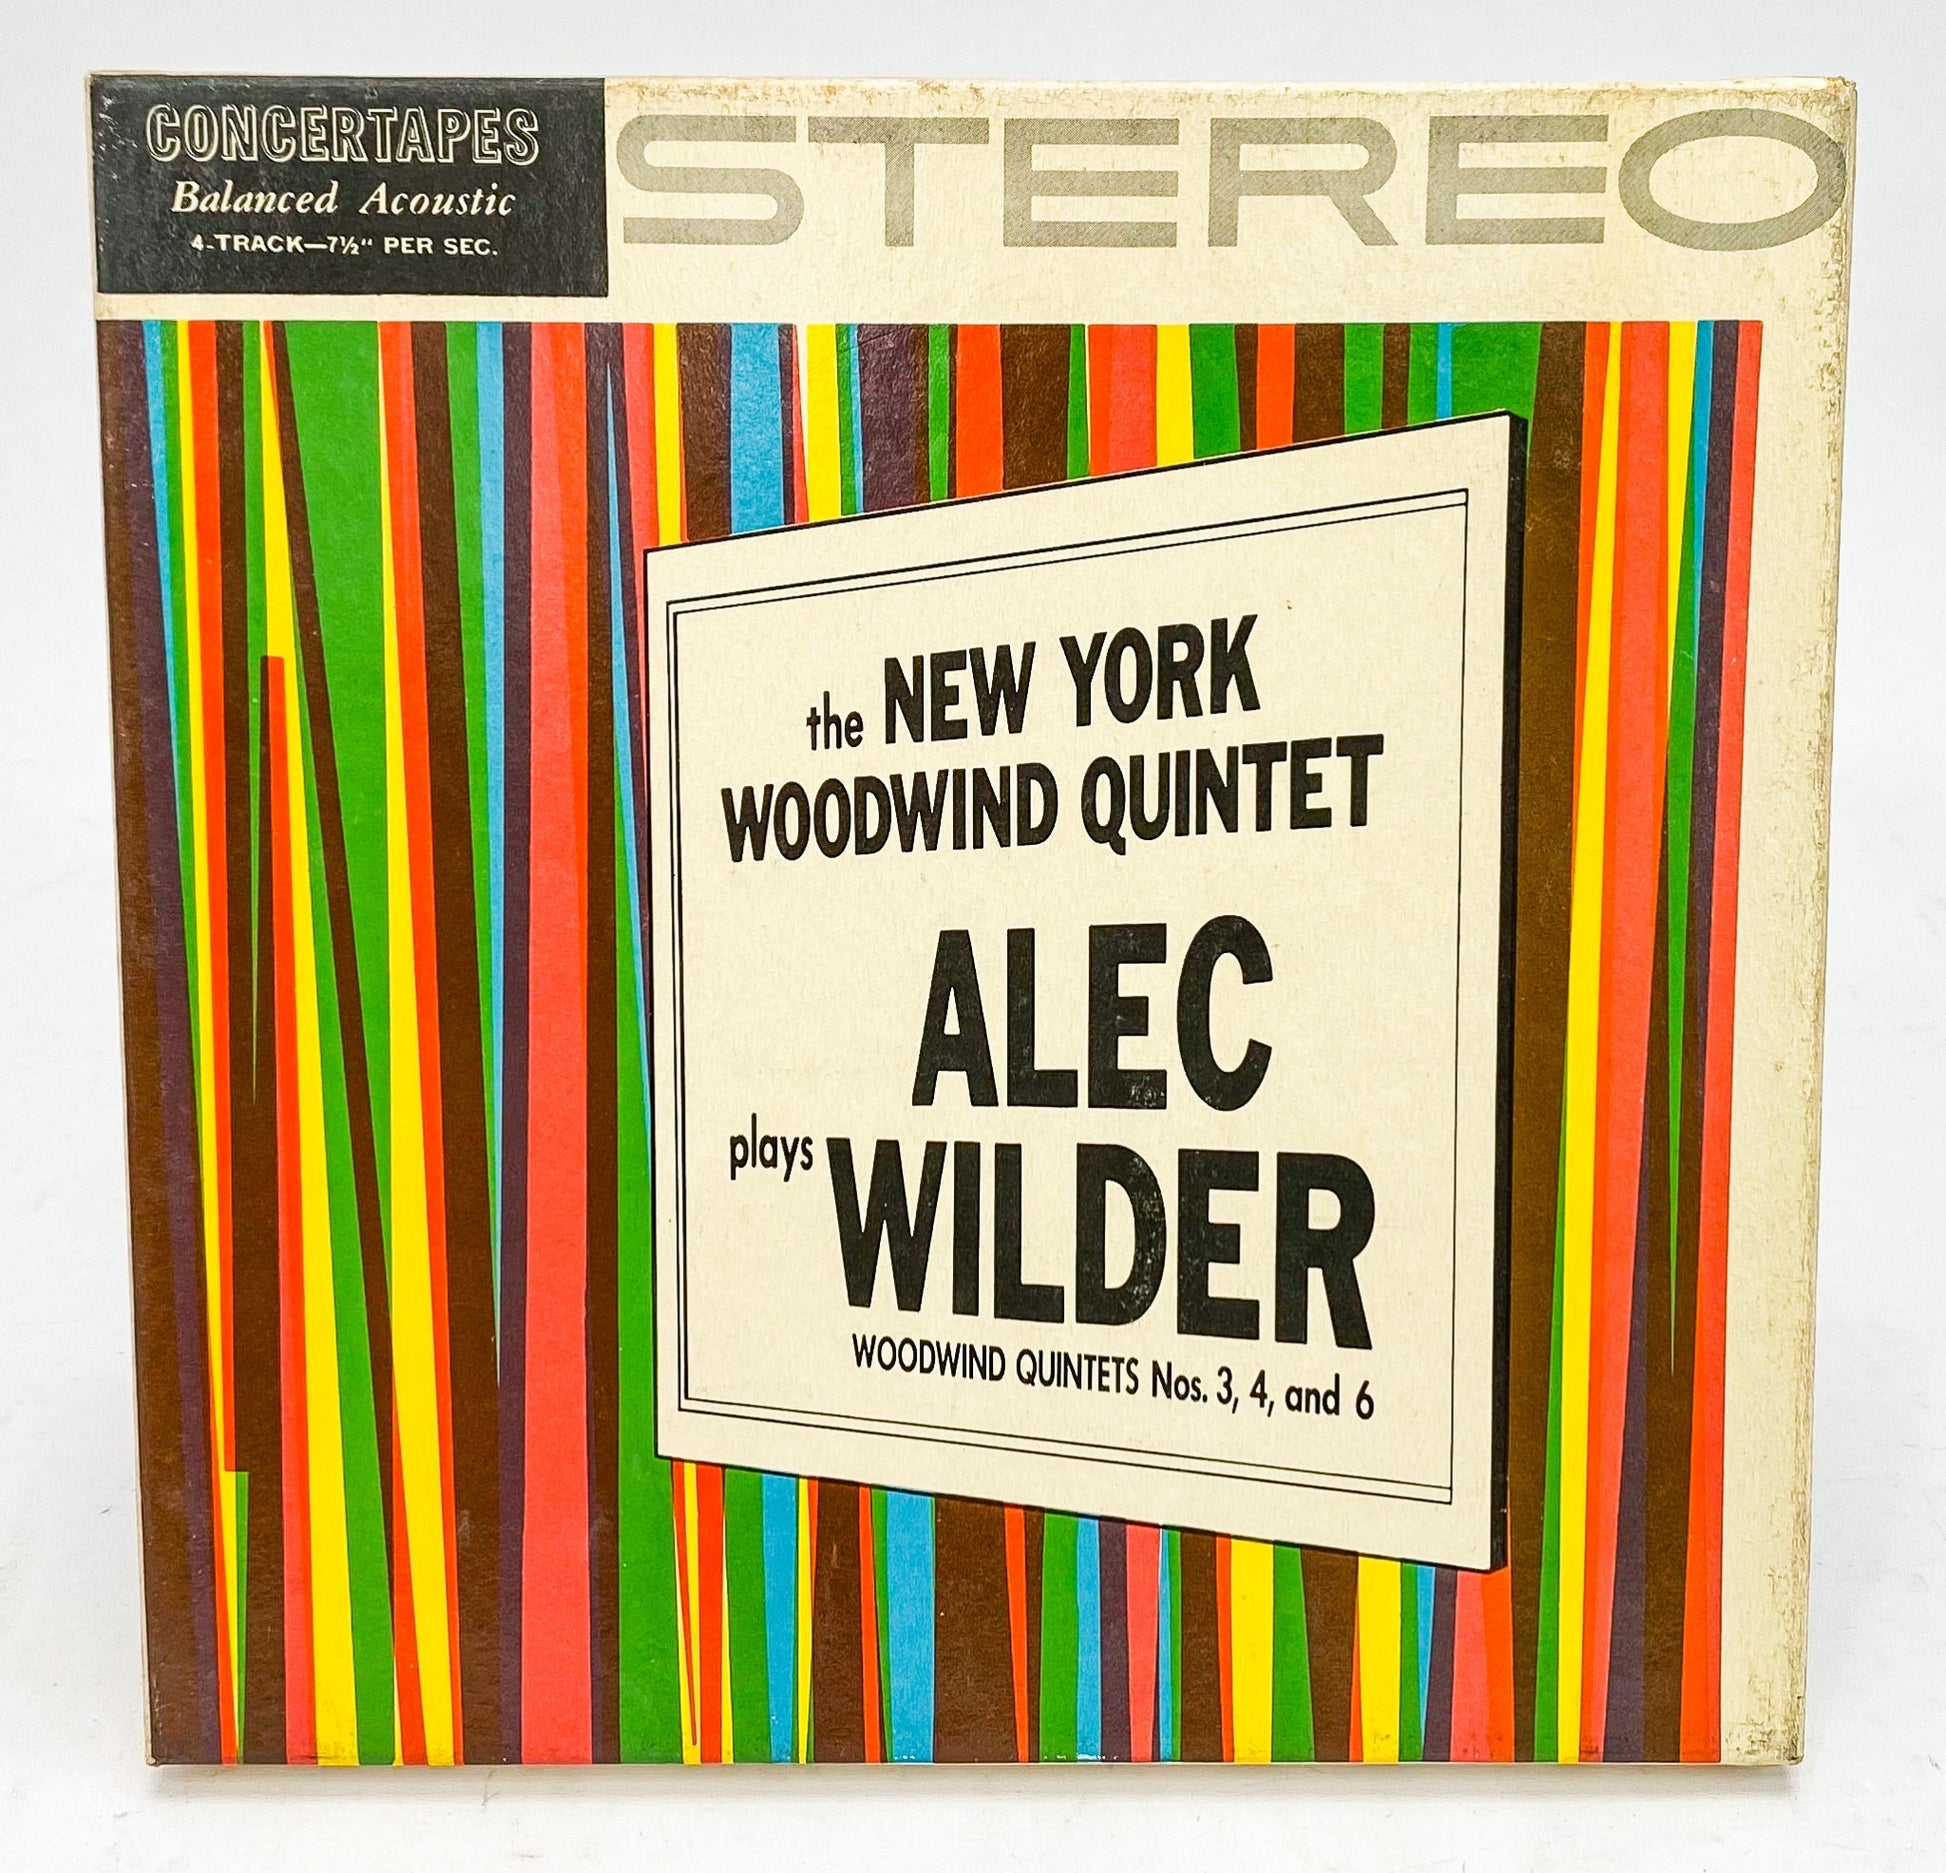 CONCERTAPES
Balanced Acoustic
4-TRACK—7½" PER SEC.
STEREO
the NEW YORK
WOODWIND QUINTET
ALEC
plays WILDER
WOODWIND QUINTETS Nos. 3, 4, and 6